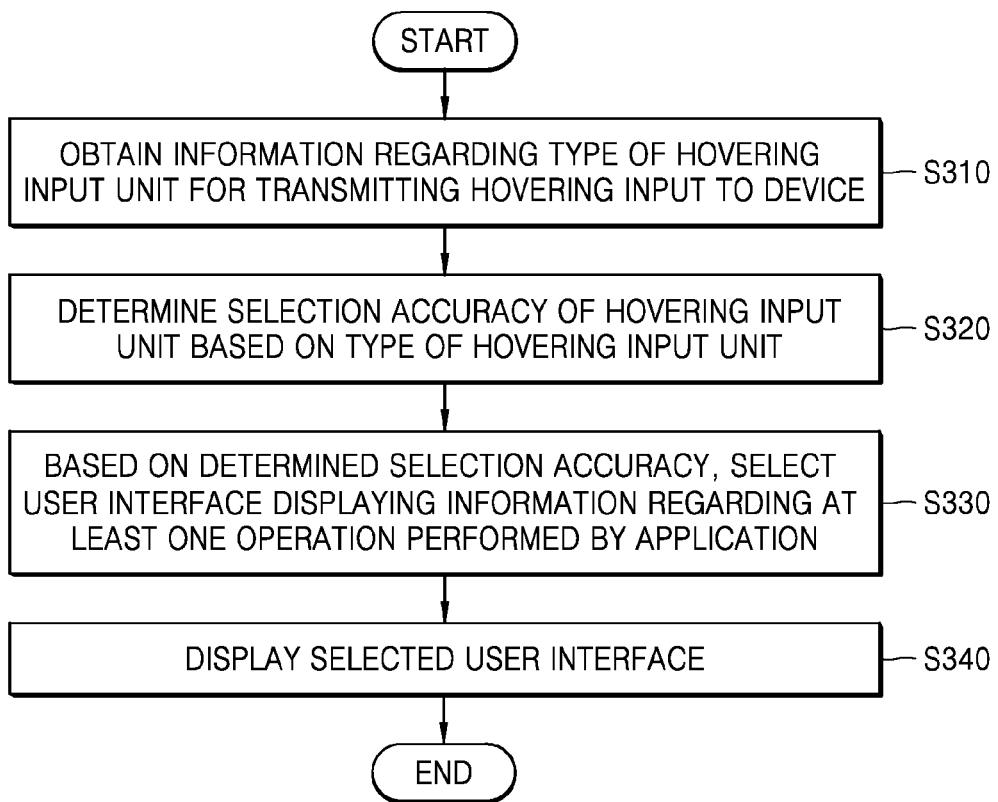 START
OBTAIN INFORMATION REGARDING TYPE OF HOVERING
INPUT UNIT FOR TRANSMITTING HOVERING INPUT TO DEVICE
S310
DETERMINE SELECTION ACCURACY OF HOVERING INPUT
UNIT BASED ON TYPE OF HOVERING INPUT UNIT
S320
BASED ON DETERMINED SELECTION ACCURACY, SELECT
USER INTERFACE DISPLAYING INFORMATION REGARDING AT
LEAST ONE OPERATION PERFORMED BY APPLICATION
S330
DISPLAY SELECTED USER INTERFACE
S340
END